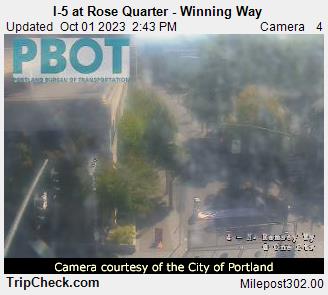 I-5 at Rose Quarter - Winning Way
Updated Oct 01 2023 2:43 PM Camera 4
PBOT
PORTLAND BUREAU OF TRANSPORTATION
Camera courtesy of the City of Portland
TripCheck.com Milepost302.00